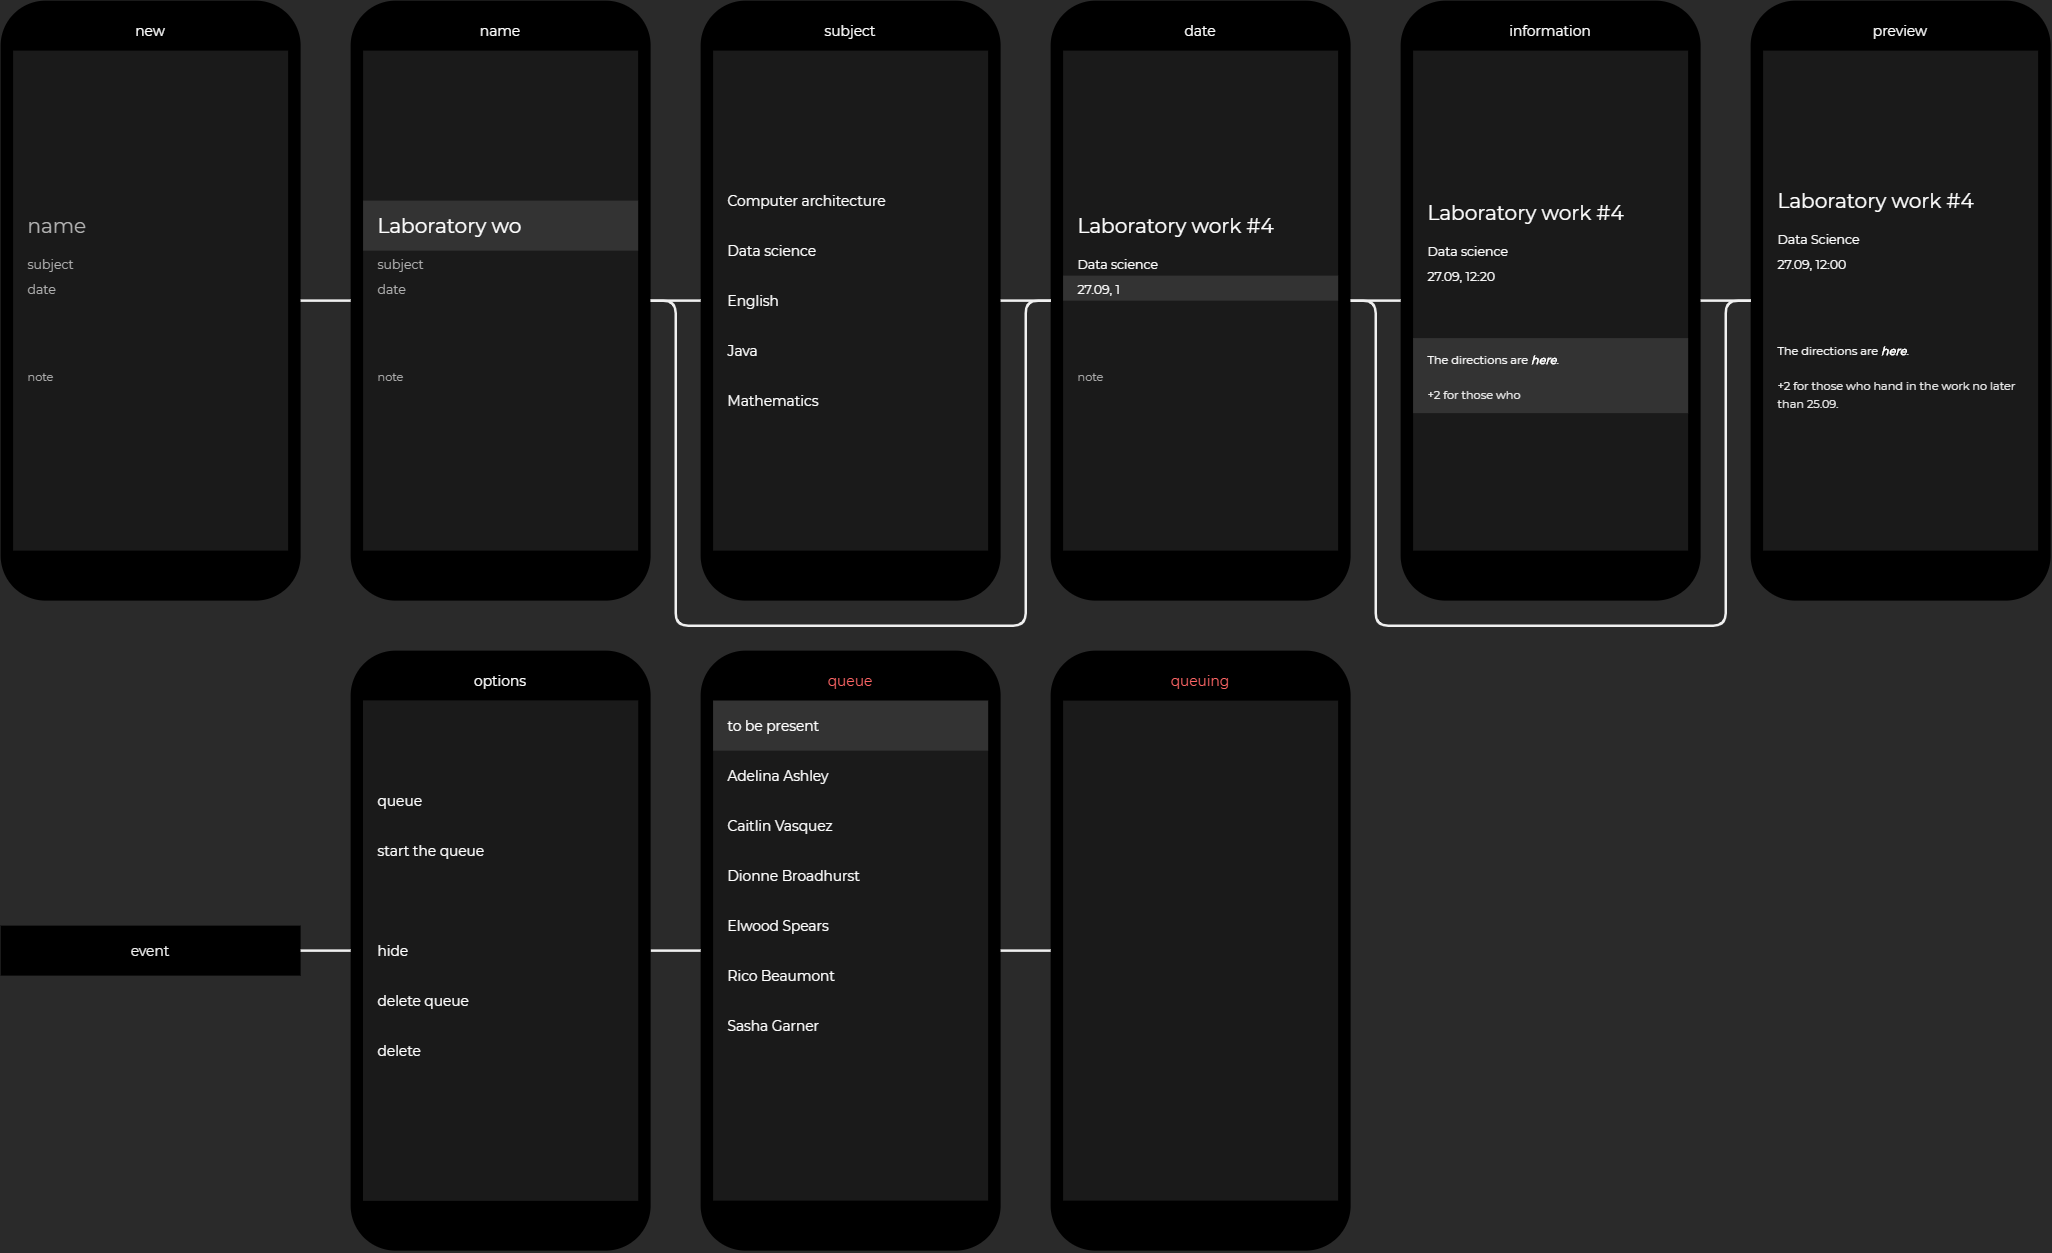 new
name
subject
date
note
name
Laboratory wo
subject
date
note
subject
Computer architecture
Data science
English
Java
Mathematics
date
Laboratory work #4
Data science
27.09, 1
note
information
Laboratory work #4
Data science
27.09, 12:20
The directions are here.
+2 for those who
preview
Laboratory work #4
Data Science
27.09, 12:00
The directions are here.
+2 for those who hand in the work no later
than 25.09.
event
options
queue
start the queue
hide
delete queue
delete
queue
to be present
Adelina Ashley
Caitlin Vasquez
Dionne Broadhurst
Elwood Spears
Rico Beaumont
Sasha Garner
queuing